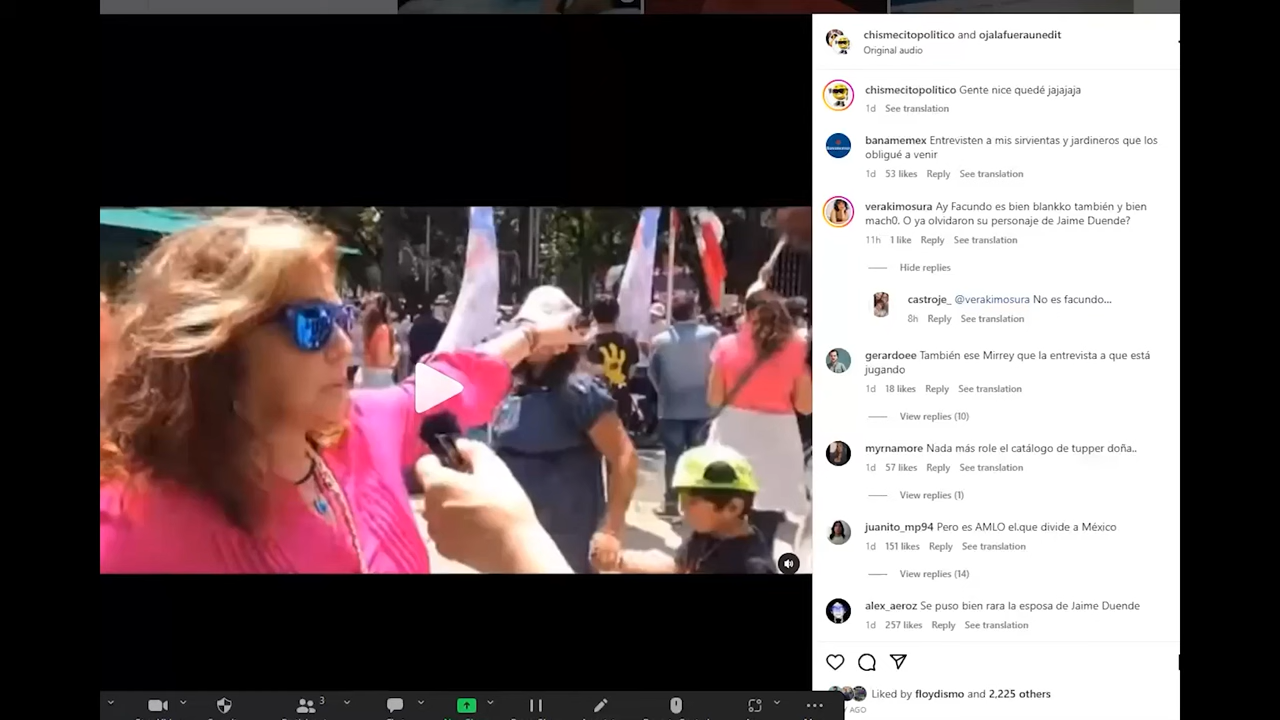 chismecitopolitico and ojalafueraunedit
Original audio
chismecitopolitico Gente nice quedé jajajaja
1d See translation
banamemex Entrevisten a mis sirvientas y jardineros que los
obligué a venir
1d 53 likes Reply See translation
verakimosura Ay Facundo es bien blankko también y bien
mach0. O ya olvidaron su personaje de Jaime Duende?
11h 1 like Reply See translation
Hide replies
castroje_ @verakimosura No es facundo...
8h Reply See translation
gerardoee También ese Mirrey que la entrevista a que está
jugando
1d 18 likes Reply See translation
View replies (10)
myrnamore Nada más role el catálogo de tupper doña..
1d 57 likes Reply See translation
View replies (1)
juanito_mp94 Pero es AMLO el.que divide a México
1d 151 likes Reply See translation
View replies (14)
alex_aeroz Se puso bien rara la esposa de Jaime Duende
1d 257 likes Reply See translation
Liked by floydismo and 2,225 others
AGO
3